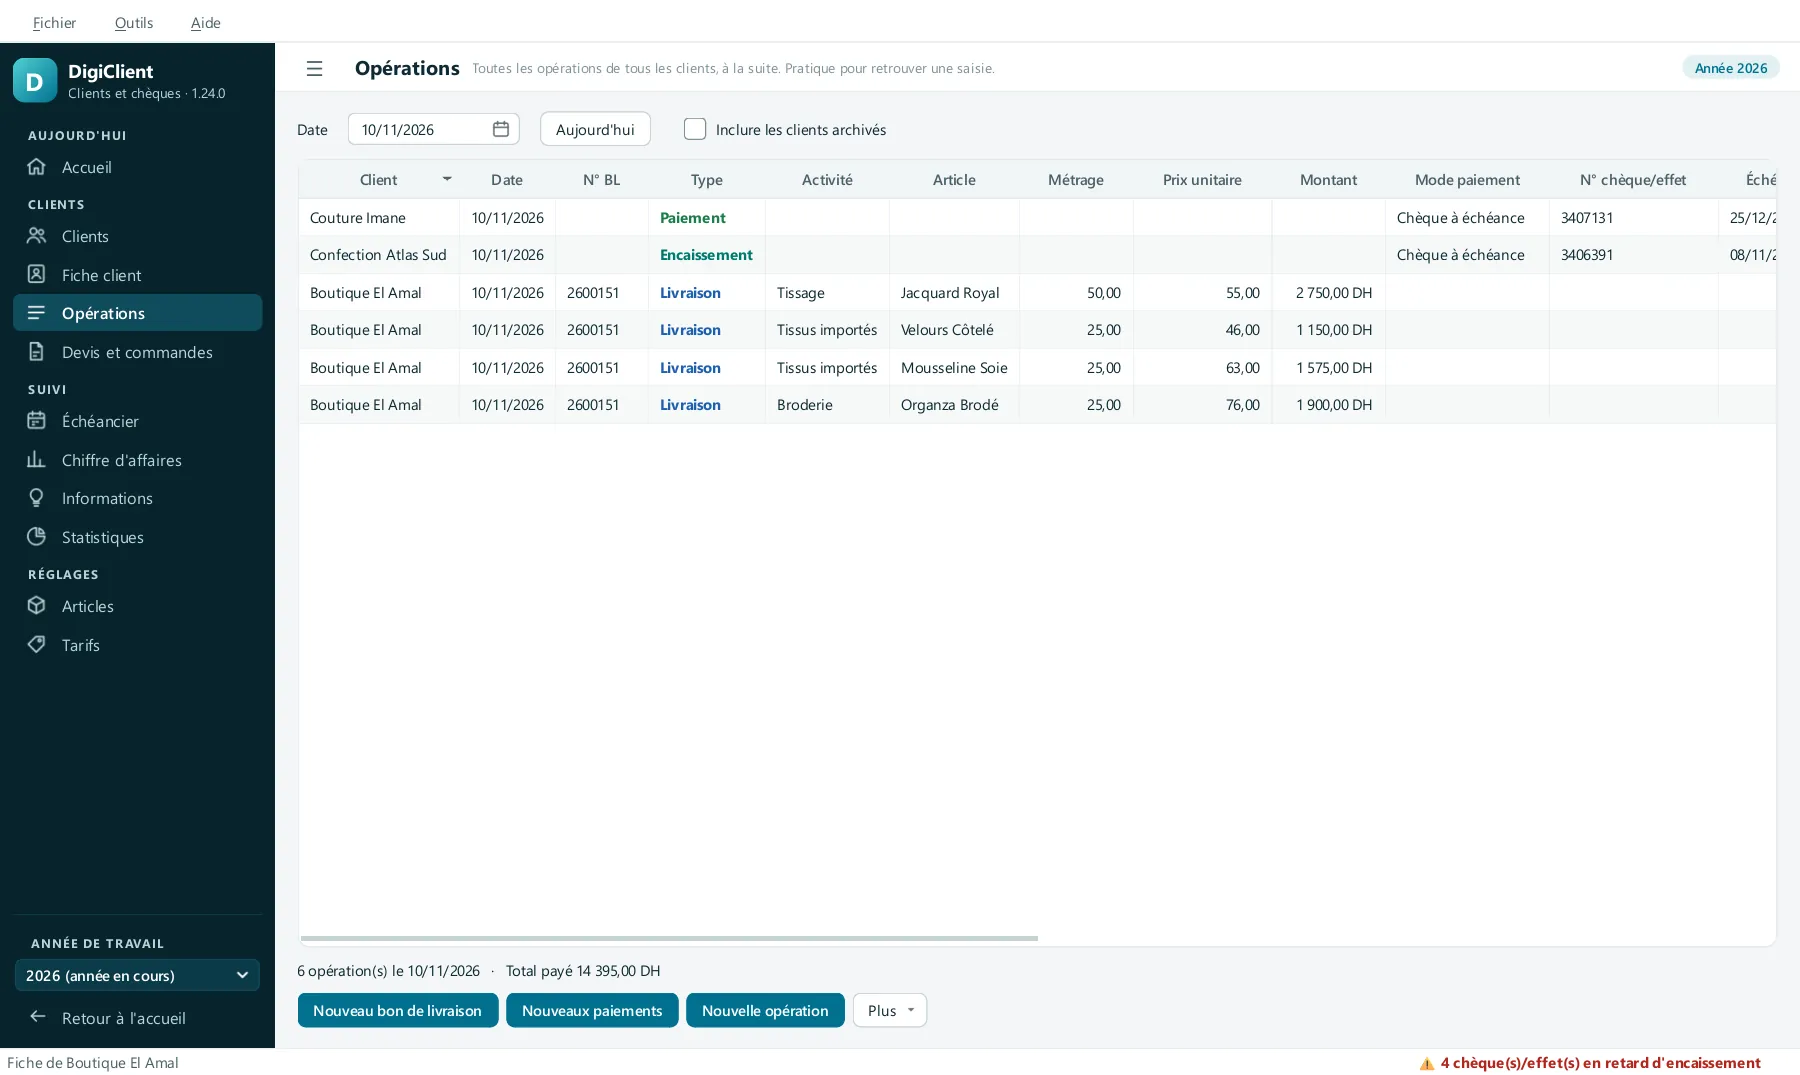 Fichier Outils Aide
D
DigiClient
Clients et chèques · 1.24.0
AUJOURD'HUI
Accueil
CLIENTS
Clients
Fiche client
Opérations
Devis et commandes
SUIVI
Échéancier
Chiffre d'affaires
Informations
Statistiques
RÉGLAGES
Articles
Tarifs
ANNÉE DE TRAVAIL
2026 (année en cours)
Retour à l'accueil
Opérations Toutes les opérations de tous les clients, à la suite. Pratique pour retrouver une saisie. Année 2026
Date 10/11/2026 Aujourd'hui Inclure les clients archivés
Client Date N° BL Type Activité Article Métrage Prix unitaire Montant Mode paiement N° chèque/effet Éché
Couture Imane 10/11/2026 Paiement Chèque à échéance 3407131 25/12/2
Confection Atlas Sud 10/11/2026 Encaissement Chèque à échéance 3406391 08/11/2
Boutique El Amal 10/11/2026 2600151 Livraison Tissage Jacquard Royal 50,00 55,00 2 750,00 DH
Boutique El Amal 10/11/2026 2600151 Livraison Tissus importés Velours Côtelé 25,00 46,00 1 150,00 DH
Boutique El Amal 10/11/2026 2600151 Livraison Tissus importés Mousseline Soie 25,00 63,00 1 575,00 DH
Boutique El Amal 10/11/2026 2600151 Livraison Broderie Organza Brodé 25,00 76,00 1 900,00 DH
6 opération(s) le 10/11/2026 · Total payé 14 395,00 DH
Nouveau bon de livraison Nouveaux paiements Nouvelle opération Plus
Fiche de Boutique El Amal 4 chèque(s)/effet(s) en retard d'encaissement